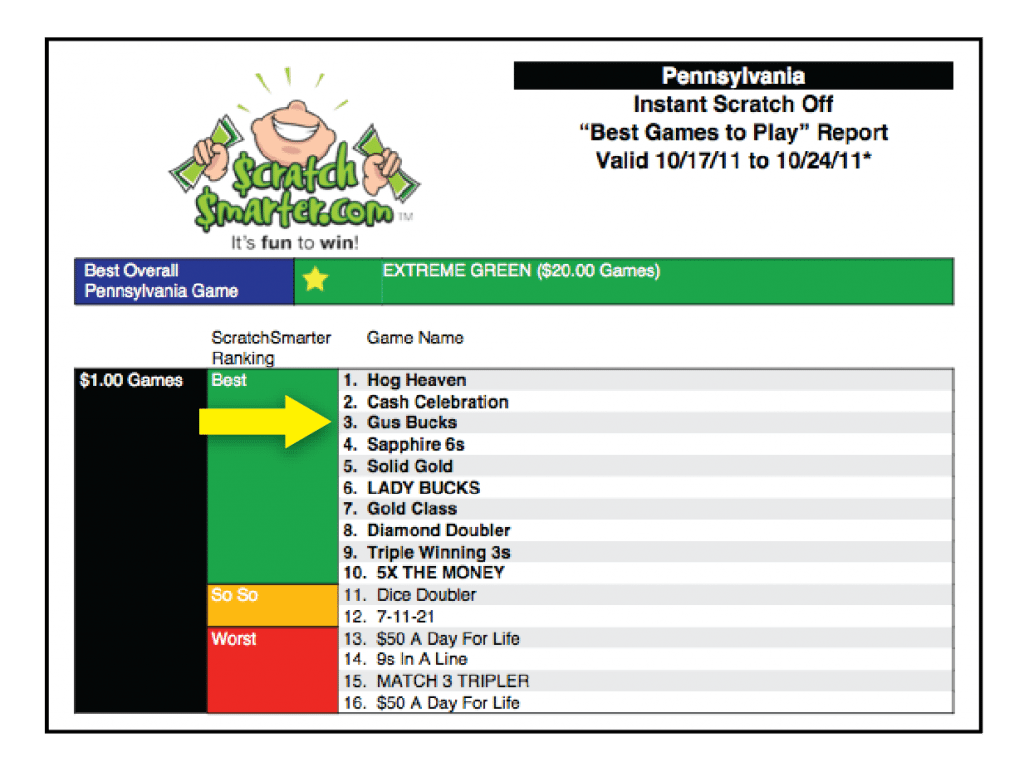 Pennsylvania
Instant Scratch Off
“Best Games to Play” Report
Valid 10/17/11 to 10/24/11*
$cratch
$marter.com TM
It's fun to win!
Best Overall
Pennsylvania Game
EXTREME GREEN ($20.00 Games)
ScratchSmarter
Ranking
Game Name
$1.00 Games
Best
1. Hog Heaven
2. Cash Celebration
3. Gus Bucks
4. Sapphire 6s
5. Solid Gold
6. LADY BUCKS
7. Gold Class
8. Diamond Doubler
9. Triple Winning 3s
10. 5X THE MONEY
So So
11. Dice Doubler
12. 7-11-21
Worst
13. $50 A Day For Life
14. 9s In A Line
15. MATCH 3 TRIPLER
16. $50 A Day For Life